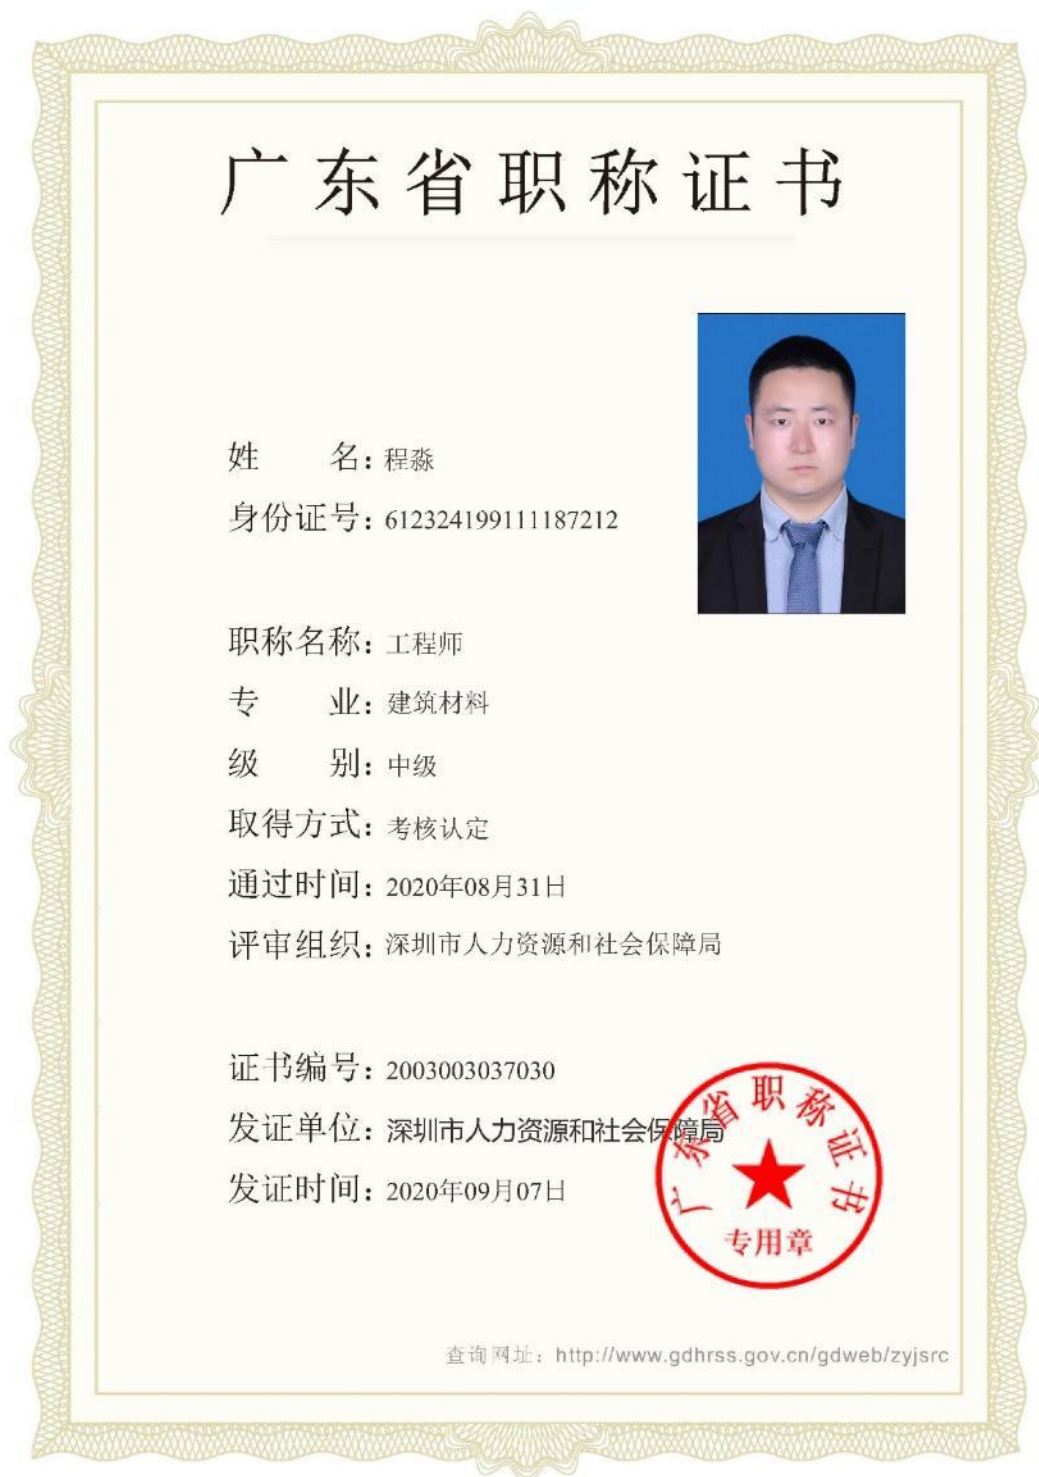 广东省职称证书
姓 名：程淼
身份证号：612324199111187212
职称名称：工程师
专 业：建筑材料
级 别：中级
取得方式：考核认定
通过时间：2020年08月31日
评审组织：深圳市人力资源和社会保障局
证书编号：2003003037030
发证单位：深圳市人力资源和社会保障局
发证时间：2020年09月07日
广东省职称证书
专用章
查询网址：http://www.gdhrss.gov.cn/gdweb/zyjsrc